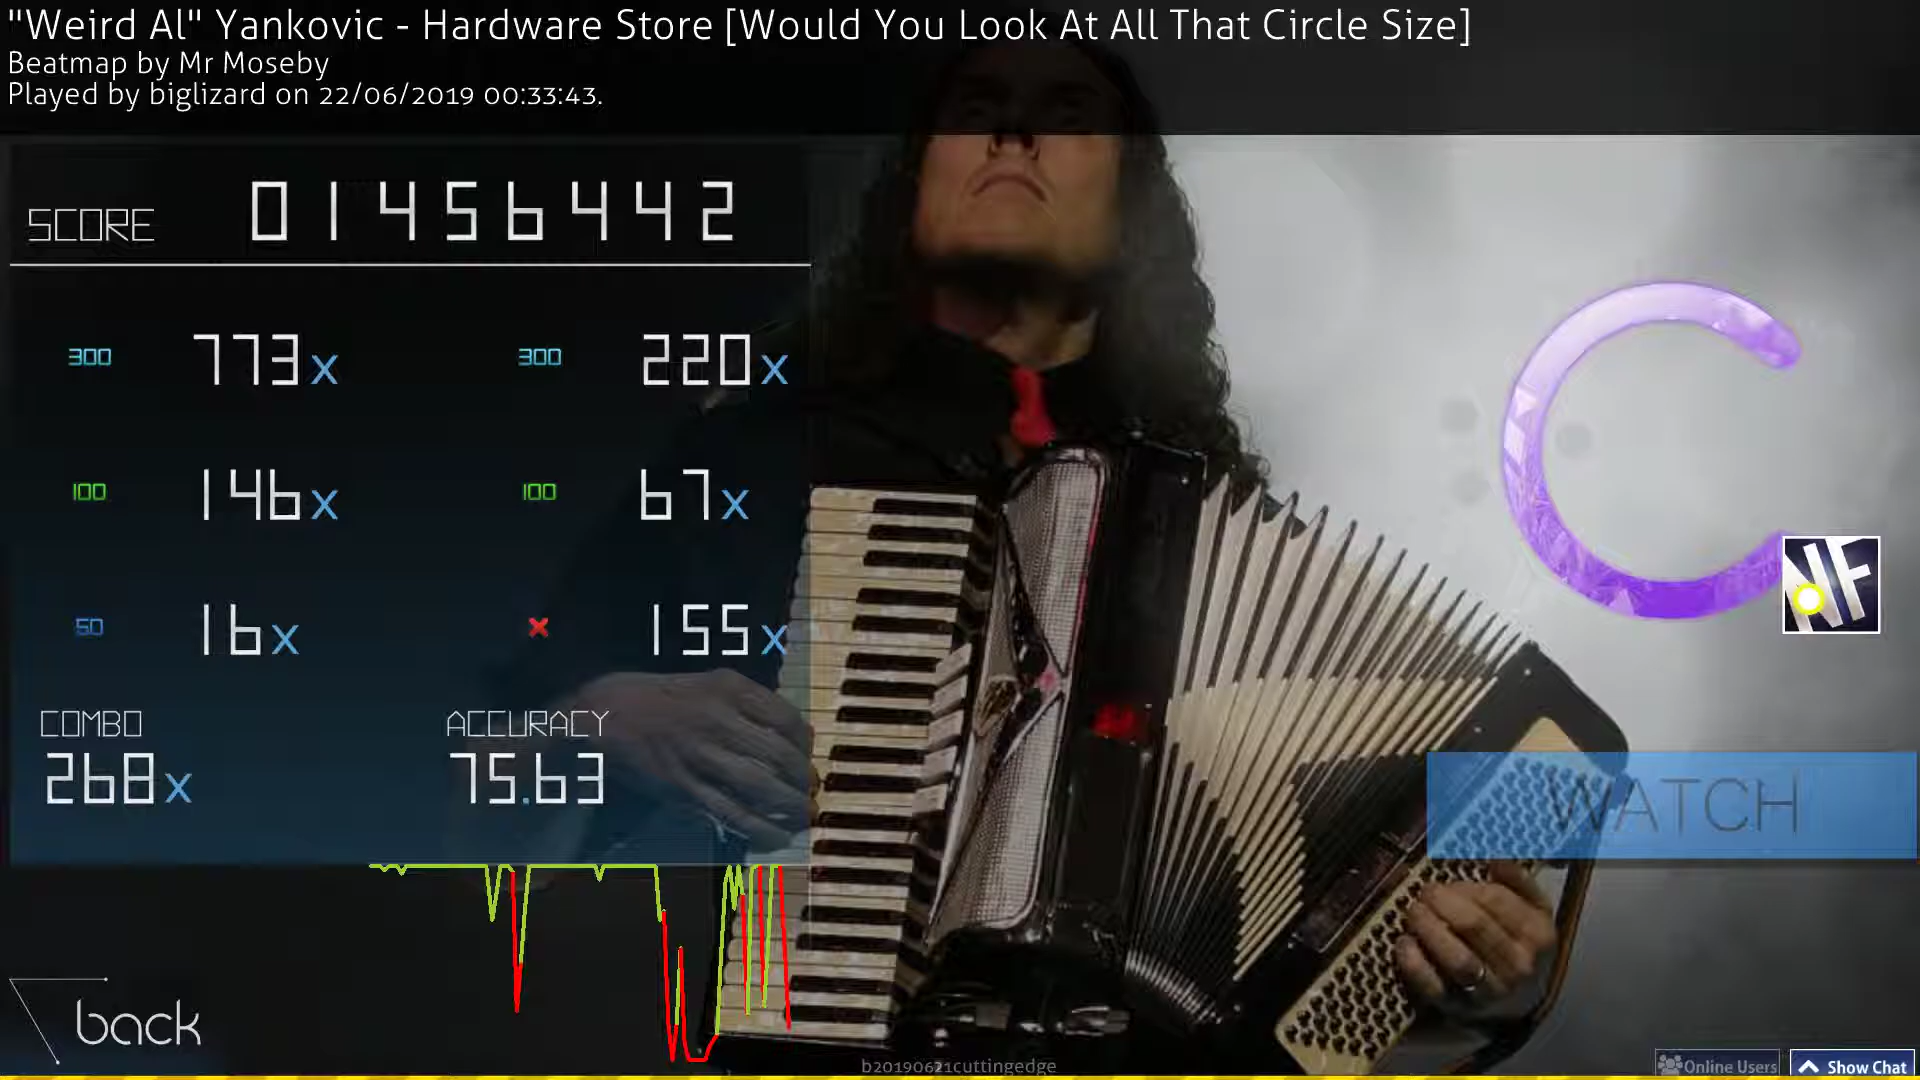 "Weird Al" Yankovic - Hardware Store [Would You Look At All That Circle Size]
Beatmap by Mr Moseby
Played by biglizard on 22/06/2019 00:33:43.
SCORE 01456442
300 773x 300 220x
100 146x 100 67x
50 16x X 155x
COMBO ACCURACY
268x 75.63
NF
WATCH
back
b20190621cuttingedge
Online Users Show Chat